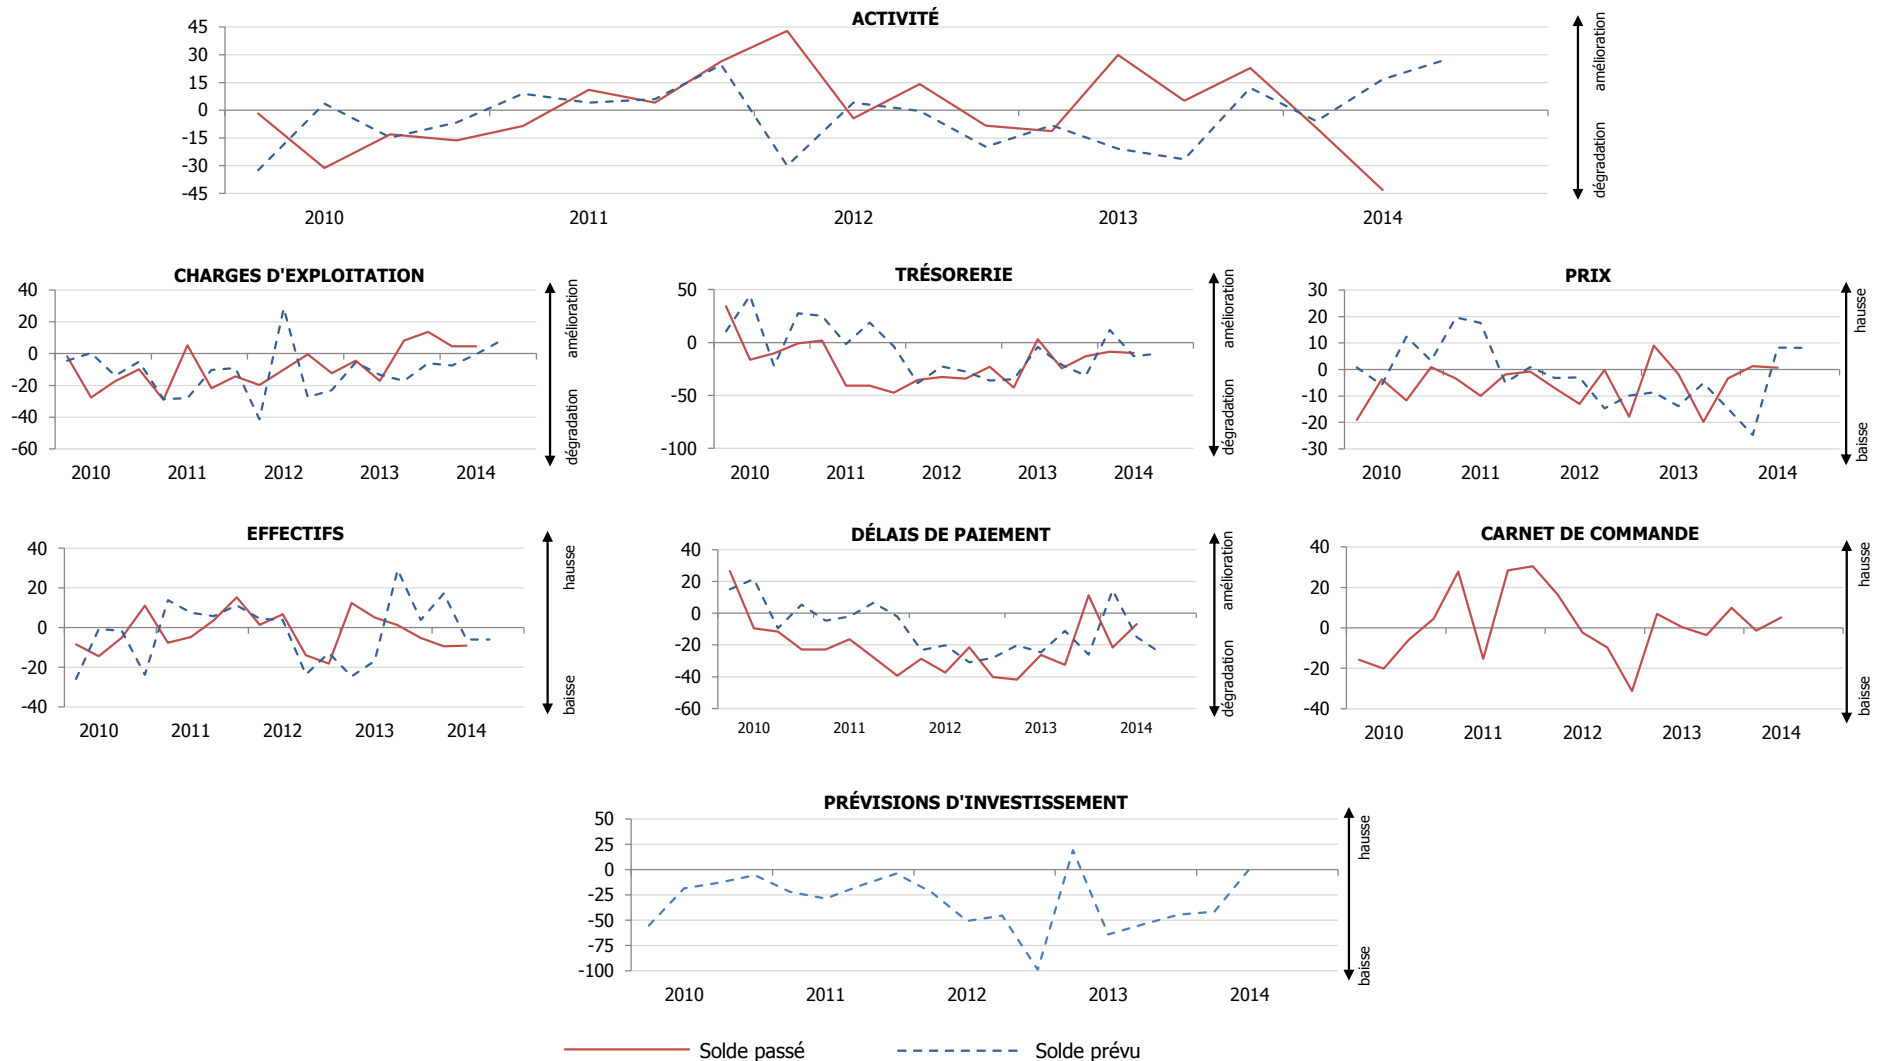 ACTIVITÉ
45
30
15
0
-15
-30
-45
2010 2011 2012 2013 2014
amélioration
dégradation
CHARGES D'EXPLOITATION
40
20
0
-20
-40
-60
2010 2011 2012 2013 2014
amélioration
dégradation
TRÉSORERIE
50
0
-50
-100
2010 2011 2012 2013 2014
amélioration
dégradation
PRIX
30
20
10
0
-10
-20
-30
2010 2011 2012 2013 2014
hausse
baisse
EFFECTIFS
40
20
0
-20
-40
2010 2011 2012 2013 2014
hausse
baisse
DÉLAIS DE PAIEMENT
40
20
0
-20
-40
-60
2010 2011 2012 2013 2014
amélioration
dégradation
CARNET DE COMMANDE
40
20
0
-20
-40
2010 2011 2012 2013 2014
hausse
baisse
PRÉVISIONS D'INVESTISSEMENT
50
25
0
-25
-50
-75
-100
2010 2011 2012 2013 2014
hausse
baisse
Solde passé Solde prévu